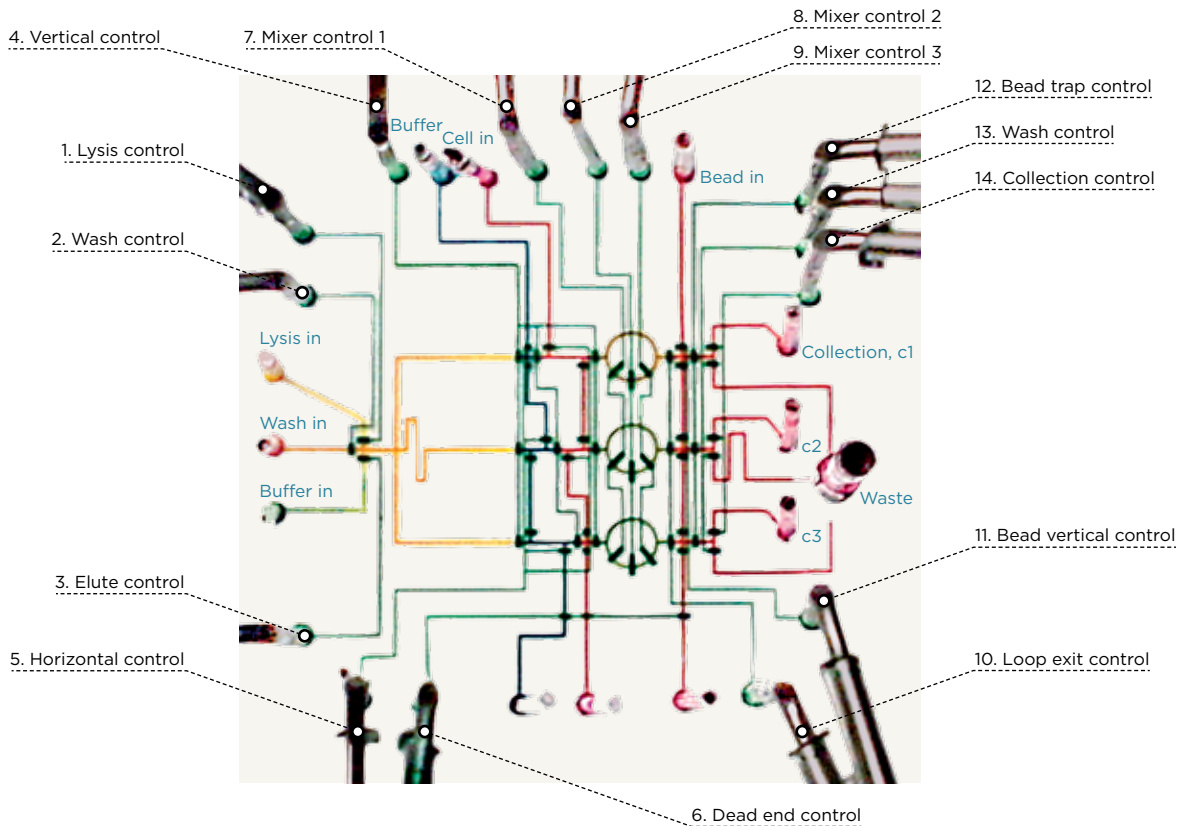 8. Mixer control 2
4. Vertical control
7. Mixer control 1
9. Mixer control 3
12. Bead trap control
Buffer
Cell in
13. Wash control
1. Lysis control
Bead in
14. Collection control
2. Wash control
Lysis in
Collection, c1
Wash in
c2
Buffer in
Waste
c3
11. Bead vertical control
3. Elute control
5. Horizontal control
10. Loop exit control
6. Dead end control